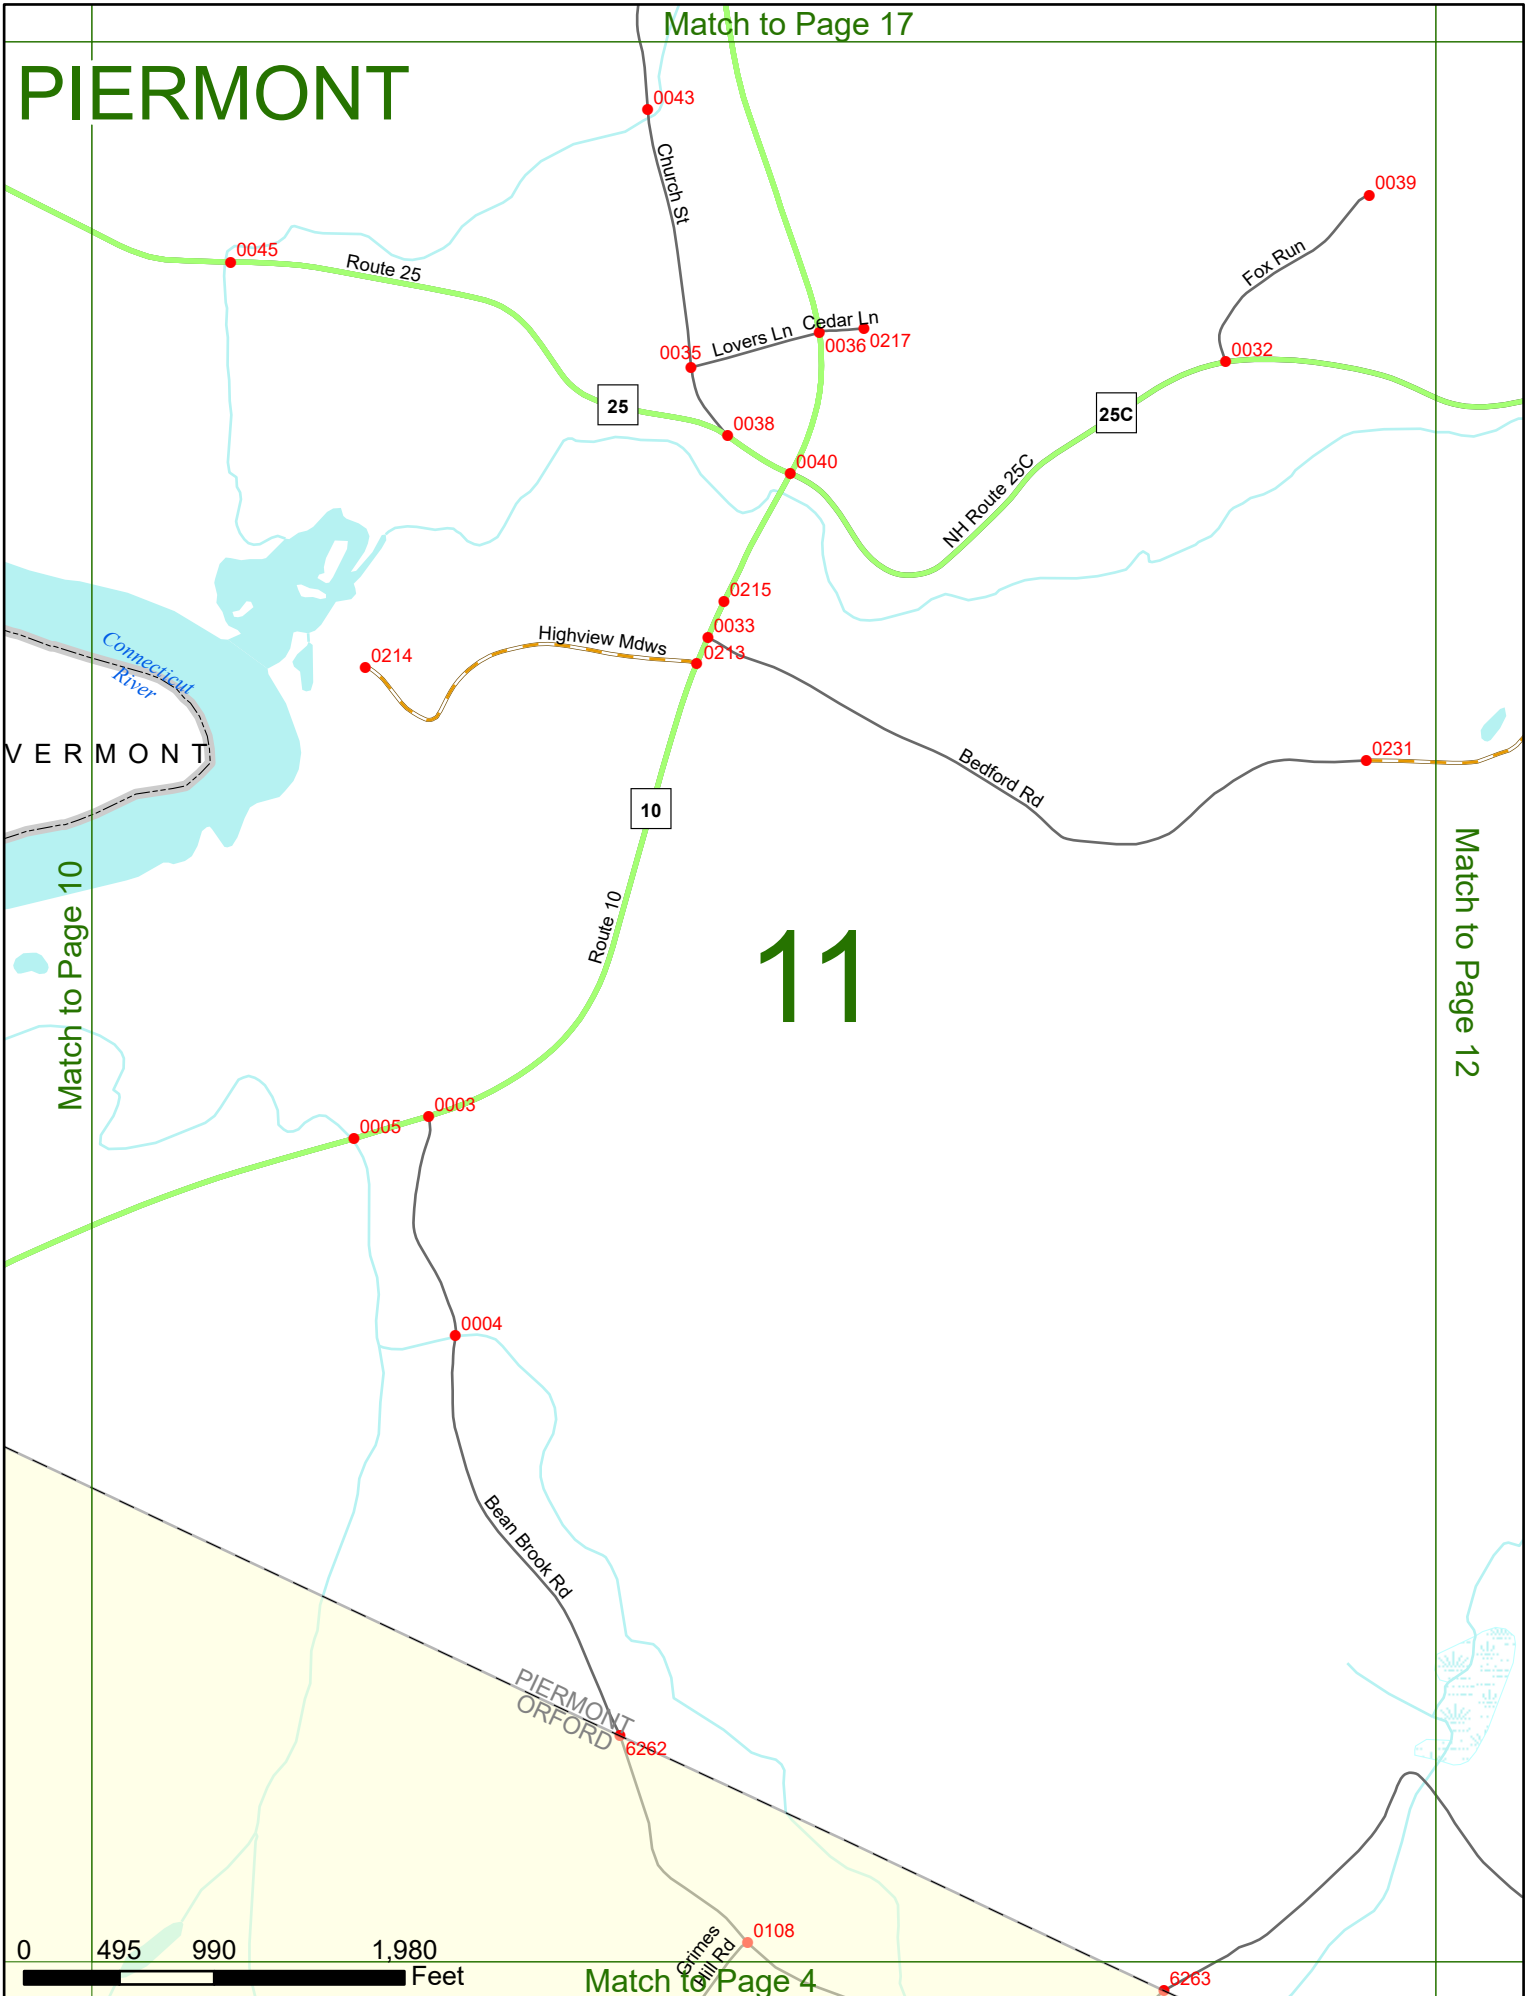 Match to Page 17
PIERMONT
0043
Church St
0039
Fox Run
0045
Route 25
Lovers Ln
Cedar Ln
0035
0036
0217
0032
25
25C
0038
0040
NH Route 25C
0215
0033
Highview Mdws
0213
0214
Connecticut
River
VERMONT
Bedford Rd
0231
10
Route 10
Match to Page 10
11
Match to Page 12
0003
0005
0004
Bean Brook Rd
PIERMONT
ORFORD
6262
0108
Grimes
Hill Rd
6263
0 495 990 1,980
Feet
Match to Page 4